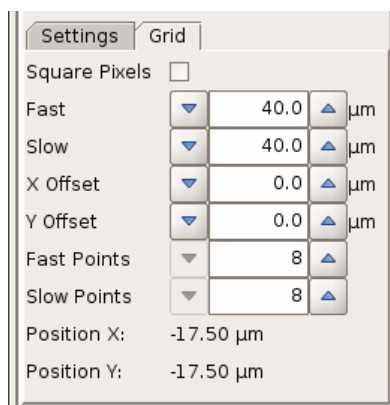 Settings Grid
Square Pixels
Fast 40.0 µm
Slow 40.0 µm
X Offset 0.0 µm
Y Offset 0.0 µm
Fast Points 8
Slow Points 8
Position X: -17.50 µm
Position Y: -17.50 µm